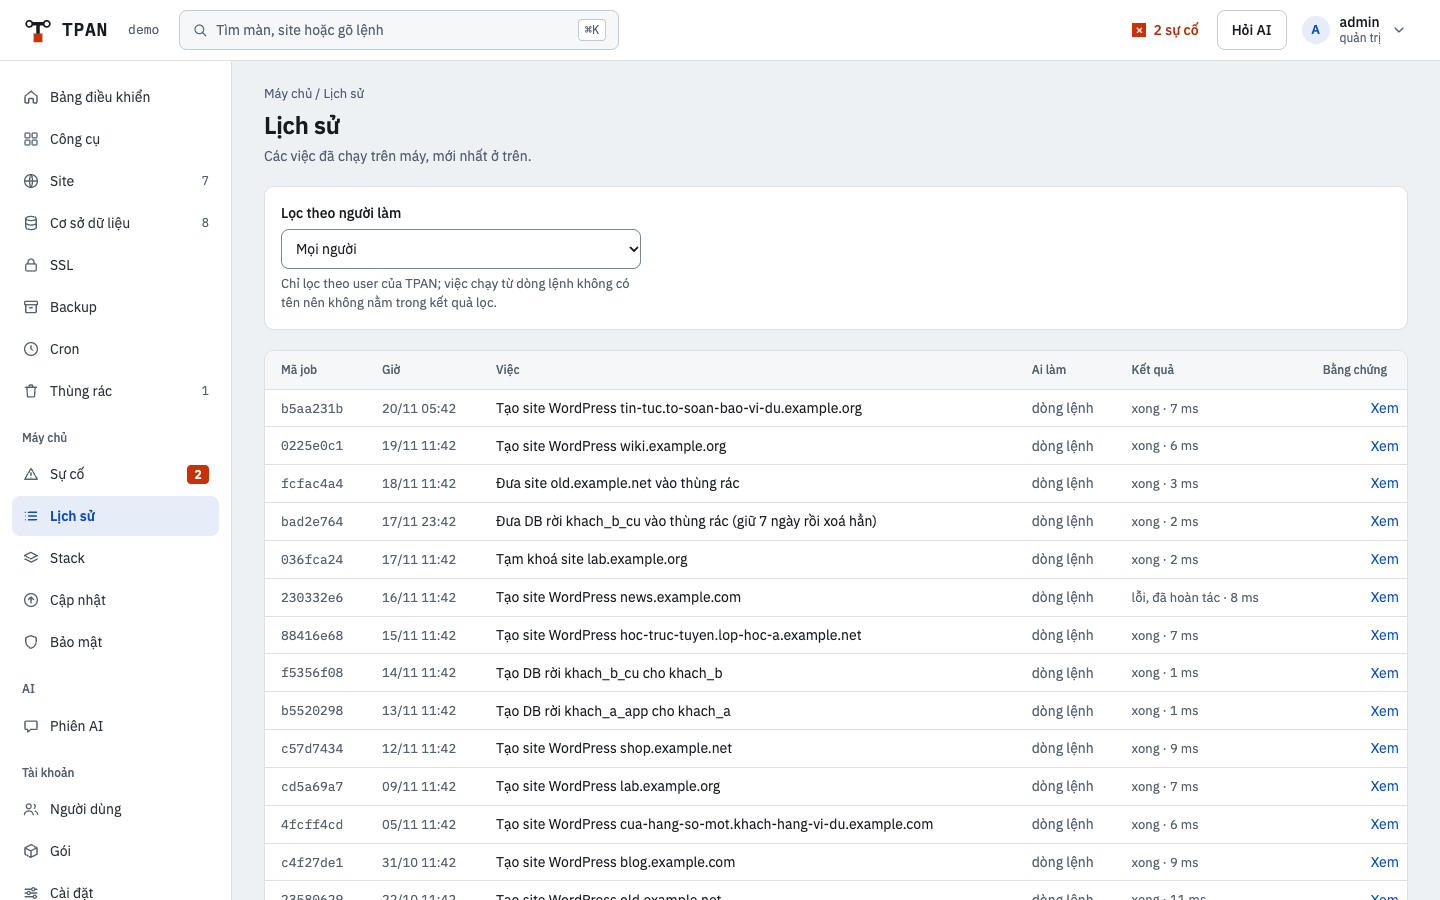 TPAN
demo
Tìm màn, site hoặc gõ lệnh
⌘K
2 sự cố
Hỏi AI
A
admin
quản trị
Bảng điều khiển
Công cụ
Site 7
Cơ sở dữ liệu 8
SSL
Backup
Cron
Thùng rác 1
Máy chủ
Sự cố 2
Lịch sử
Stack
Cập nhật
Bảo mật
AI
Phiên AI
Tài khoản
Người dùng
Gói
Cài đặt
Máy chủ / Lịch sử
Lịch sử
Các việc đã chạy trên máy, mới nhất ở trên.
Lọc theo người làm
Mọi người
Chỉ lọc theo user của TPAN; việc chạy từ dòng lệnh không có
tên nên không nằm trong kết quả lọc.
Mã job Giờ Việc Ai làm Kết quả Bằng chứng
b5aa231b 20/11 05:42 Tạo site WordPress tin-tuc.to-soan-bao-vi-du.example.org dòng lệnh xong · 7 ms Xem
0225e0c1 19/11 11:42 Tạo site WordPress wiki.example.org dòng lệnh xong · 6 ms Xem
fcfac4a4 18/11 11:42 Đưa site old.example.net vào thùng rác dòng lệnh xong · 3 ms Xem
bad2e764 17/11 23:42 Đưa DB rời khach_b_cu vào thùng rác (giữ 7 ngày rồi xoá hẳn) dòng lệnh xong · 2 ms Xem
036fca24 17/11 11:42 Tạm khoá site lab.example.org dòng lệnh xong · 2 ms Xem
230332e6 16/11 11:42 Tạo site WordPress news.example.com dòng lệnh lỗi, đã hoàn tác · 8 ms Xem
88416e68 15/11 11:42 Tạo site WordPress hoc-truc-tuyen.lop-hoc-a.example.net dòng lệnh xong · 7 ms Xem
f5356f08 14/11 11:42 Tạo DB rời khach_b_cu cho khach_b dòng lệnh xong · 1 ms Xem
b5520298 13/11 11:42 Tạo DB rời khach_a_app cho khach_a dòng lệnh xong · 1 ms Xem
c57d7434 12/11 11:42 Tạo site WordPress shop.example.net dòng lệnh xong · 9 ms Xem
cd5a69a7 09/11 11:42 Tạo site WordPress lab.example.org dòng lệnh xong · 7 ms Xem
4fcff4cd 05/11 11:42 Tạo site WordPress cua-hang-so-mot.khach-hang-vi-du.example.com dòng lệnh xong · 6 ms Xem
c4f27de1 31/10 11:42 Tạo site WordPress blog.example.com dòng lệnh xong · 9 ms Xem
23580629 22/10 11:42 Tạo site WordPress old.example.net dòng lệnh xong · 11 ms Xem